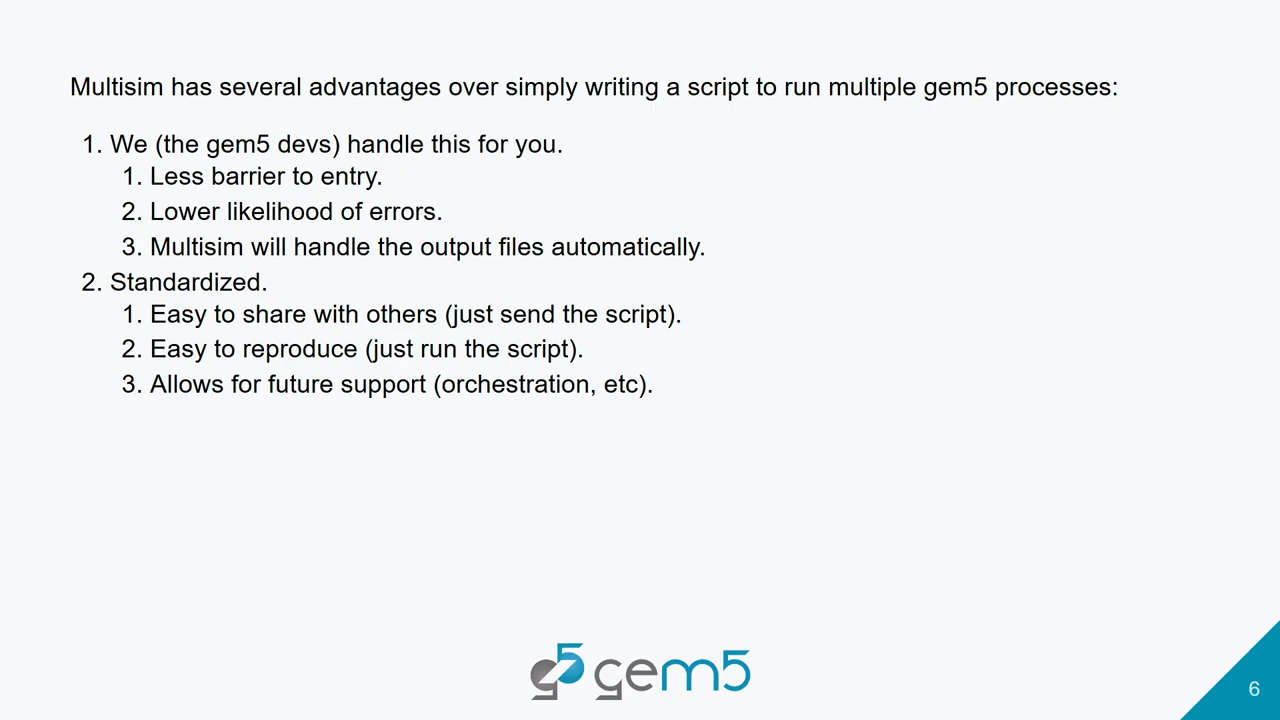 Multisim has several advantages over simply writing a script to run multiple gem5 processes:
1. We (the gem5 devs) handle this for you.
1. Less barrier to entry.
2. Lower likelihood of errors.
3. Multisim will handle the output files automatically.
2. Standardized.
1. Easy to share with others (just send the script).
2. Easy to reproduce (just run the script).
3. Allows for future support (orchestration, etc).
g5 gem5
6